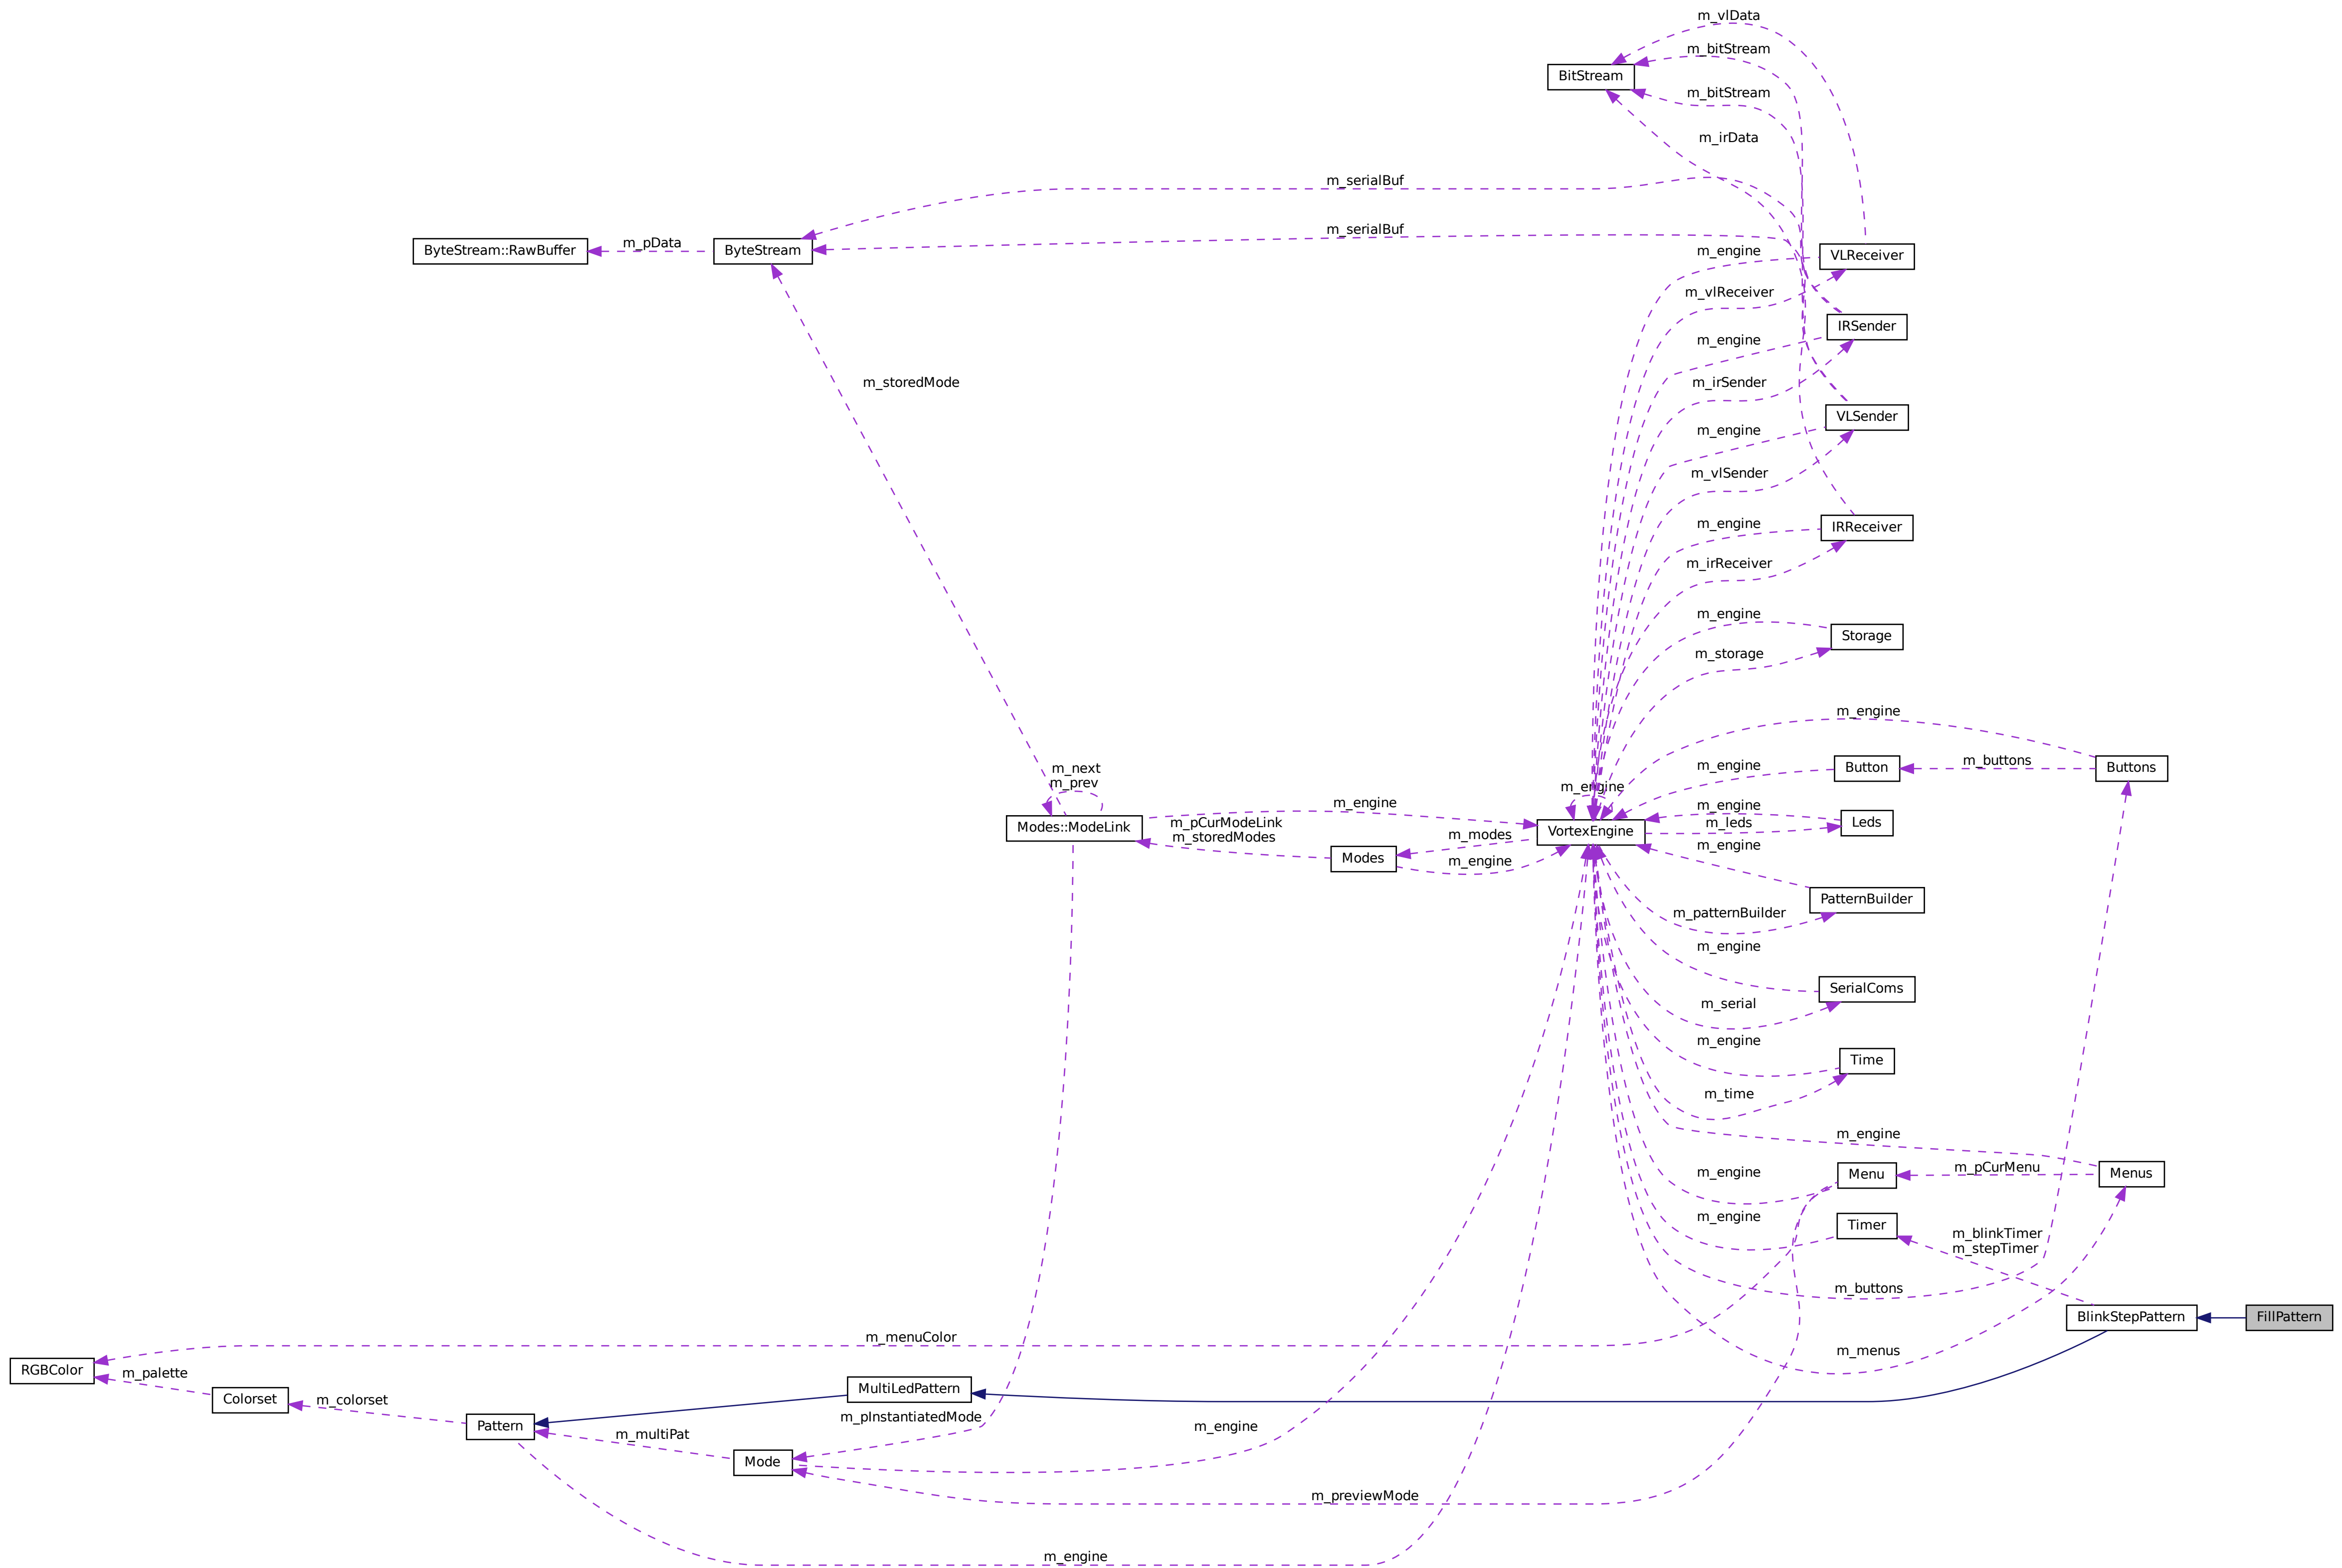 m_vlData
m_bitStream
BitStream
m_bitStream
m_irData
m_serialBuf
m_serialBuf
ByteStream::RawBuffer
m_pData
ByteStream
m_engine
VLReceiver
m_vlReceiver
IRSender
m_engine
m_storedMode
m_irSender
VLSender
m_engine
m_vlSender
m_engine
IRReceiver
m_irReceiver
m_engine
Storage
m_storage
m_engine
m_next
m_prev
m_engine
Button
m_buttons
Buttons
m_engine
m_engine
m_engine
Modes::ModeLink
m_pCurModeLink
m_storedModes
m_modes
VortexEngine
m_leds
Leds
m_engine
Modes
m_engine
PatternBuilder
m_patternBuilder
m_engine
SerialComs
m_serial
m_engine
Time
m_time
m_engine
m_engine
Menu
m_pCurMenu
Menus
m_engine
Timer
m_blinkTimer
m_stepTimer
m_buttons
BlinkStepPattern
FillPattern
m_menuColor
m_menus
RGBColor
m_palette
Colorset
m_colorset
MultiLedPattern
m_pInstantiatedMode
Pattern
m_multiPat
m_engine
Mode
m_previewMode
m_engine